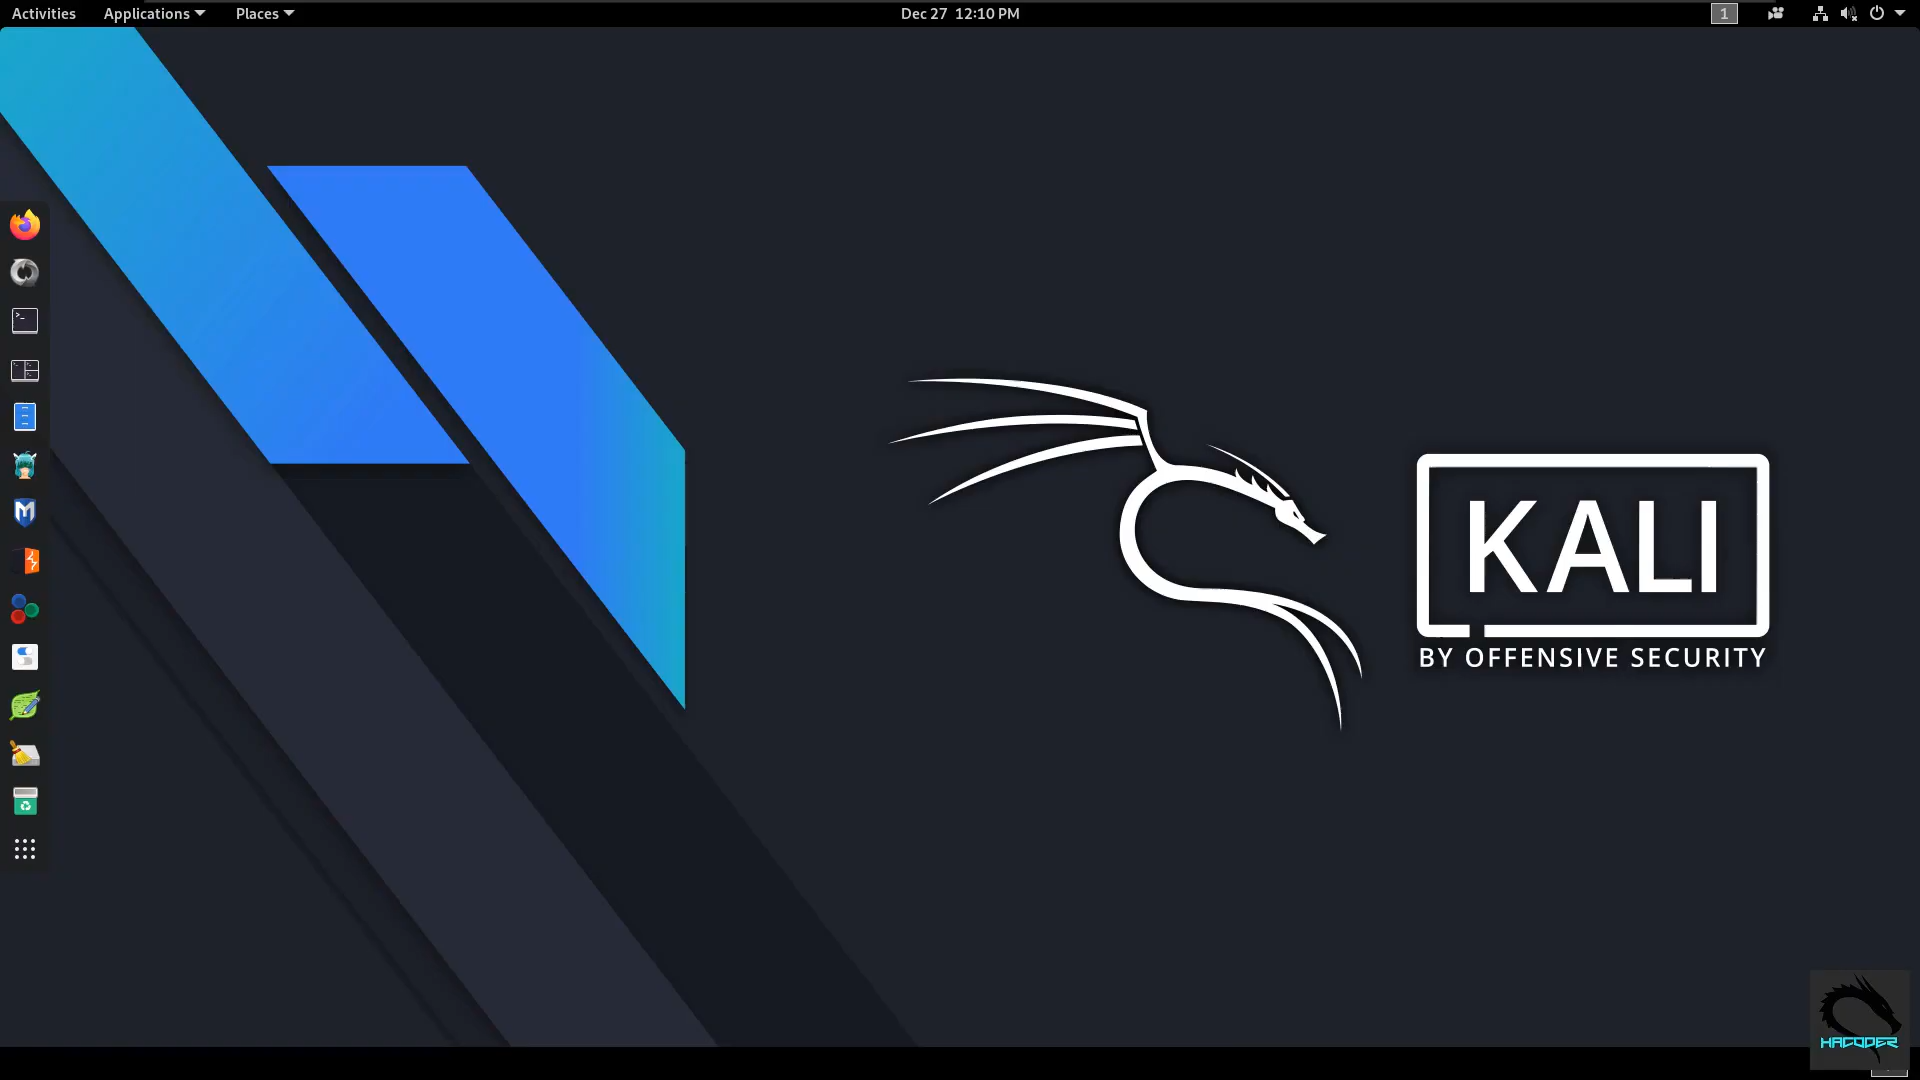 Activities Applications Places Dec 27 12:10 PM 1
KALI
BY OFFENSIVE SECURITY
HACODER